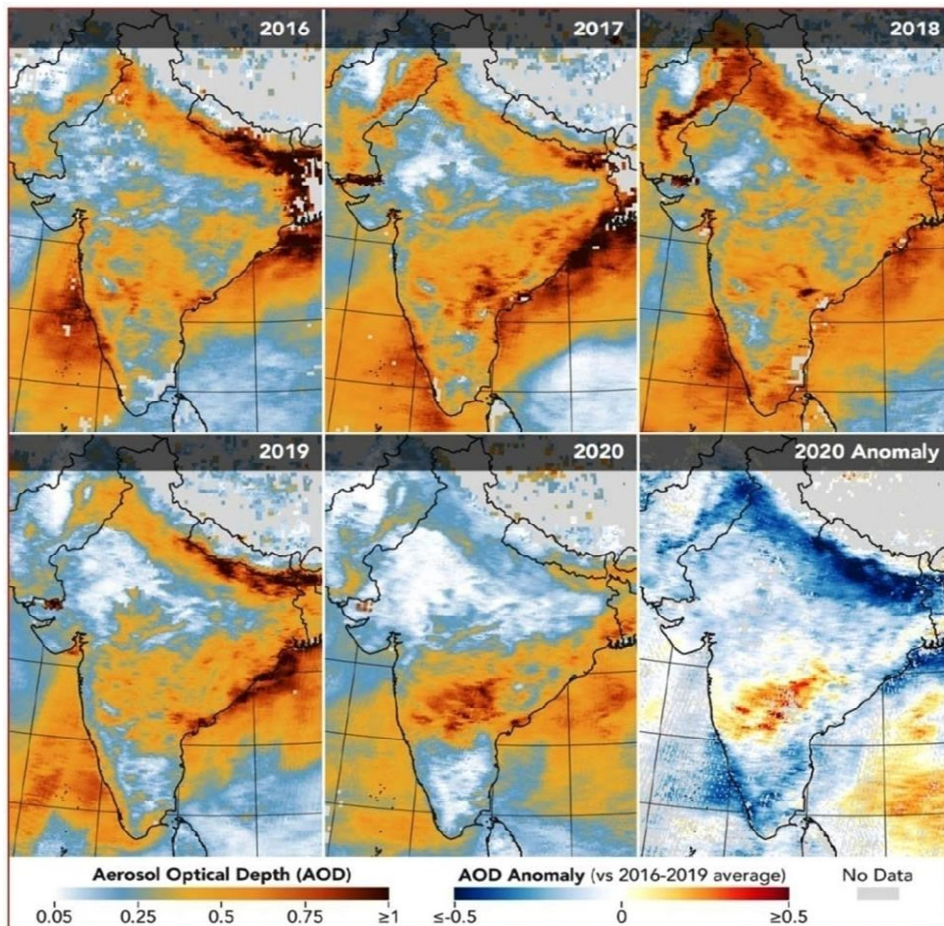 2016
2017
2018
2019
2020
2020 Anomaly
Aerosol Optical Depth (AOD)
0.05 0.25 0.5 0.75 ≥1
AOD Anomaly (vs 2016-2019 average)
≤-0.5 0 ≥0.5
No Data